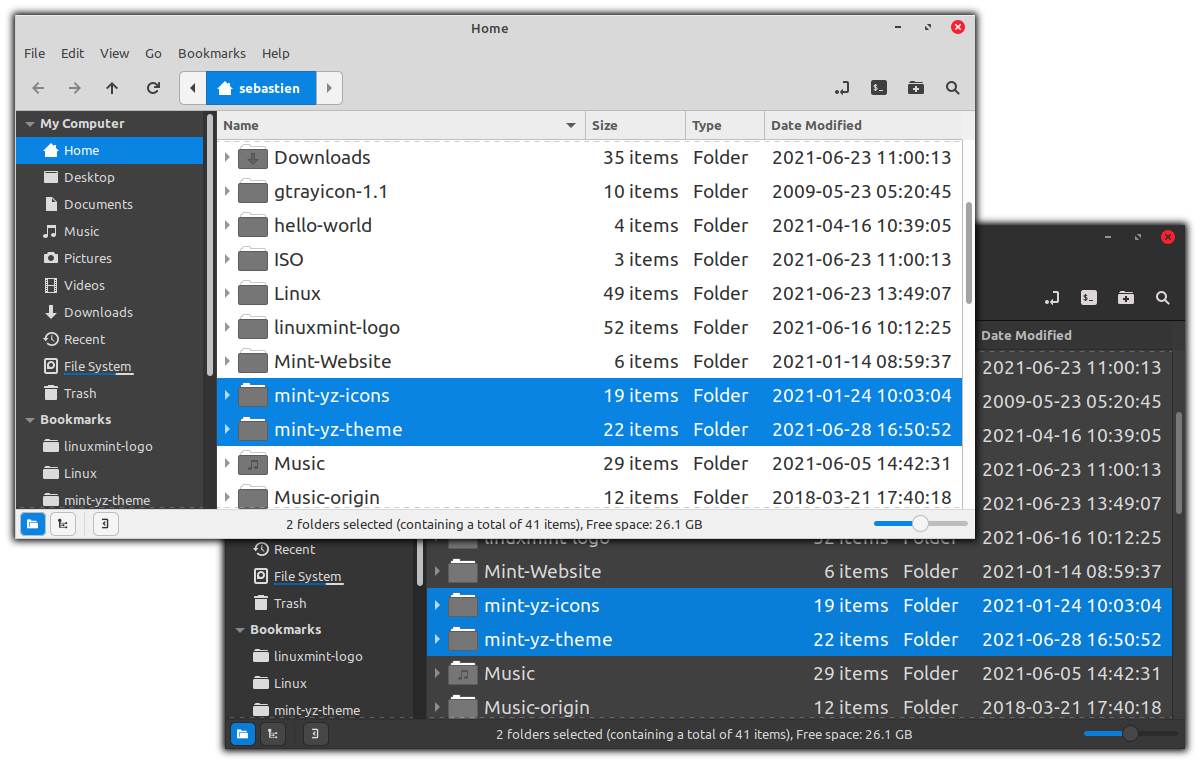 Home
File Edit View Go Bookmarks Help
sebastien
My Computer
Home
Desktop
Documents
Music
Pictures
Videos
Downloads
Recent
File System
Trash
Bookmarks
linuxmint-logo
Linux
mint-yz-theme
Name Size Type Date Modified
Downloads 35 items Folder 2021-06-23 11:00:13
gtrayicon-1.1 10 items Folder 2009-05-23 05:20:45
hello-world 4 items Folder 2021-04-16 10:39:05
ISO 3 items Folder 2021-06-23 11:00:13
Linux 49 items Folder 2021-06-23 13:49:07
linuxmint-logo 52 items Folder 2021-06-16 10:12:25
Mint-Website 6 items Folder 2021-01-14 08:59:37
mint-yz-icons 19 items Folder 2021-01-24 10:03:04
mint-yz-theme 22 items Folder 2021-06-28 16:50:52
Music 29 items Folder 2021-06-05 14:42:31
Music-origin 12 items Folder 2018-03-21 17:40:18
2 folders selected (containing a total of 41 items), Free space: 26.1 GB
Date Modified
2021-06-23 11:00:13
2009-05-23 05:20:45
2021-04-16 10:39:05
2021-06-23 11:00:13
2021-06-23 13:49:07
linuxmint-logo 52 items Folder 2021-06-16 10:12:25
Mint-Website 6 items Folder 2021-01-14 08:59:37
mint-yz-icons 19 items Folder 2021-01-24 10:03:04
mint-yz-theme 22 items Folder 2021-06-28 16:50:52
Music 29 items Folder 2021-06-05 14:42:31
Music-origin 12 items Folder 2018-03-21 17:40:18
Recent
File System
Trash
Bookmarks
linuxmint-logo
Linux
mint-yz-theme
2 folders selected (containing a total of 41 items), Free space: 26.1 GB